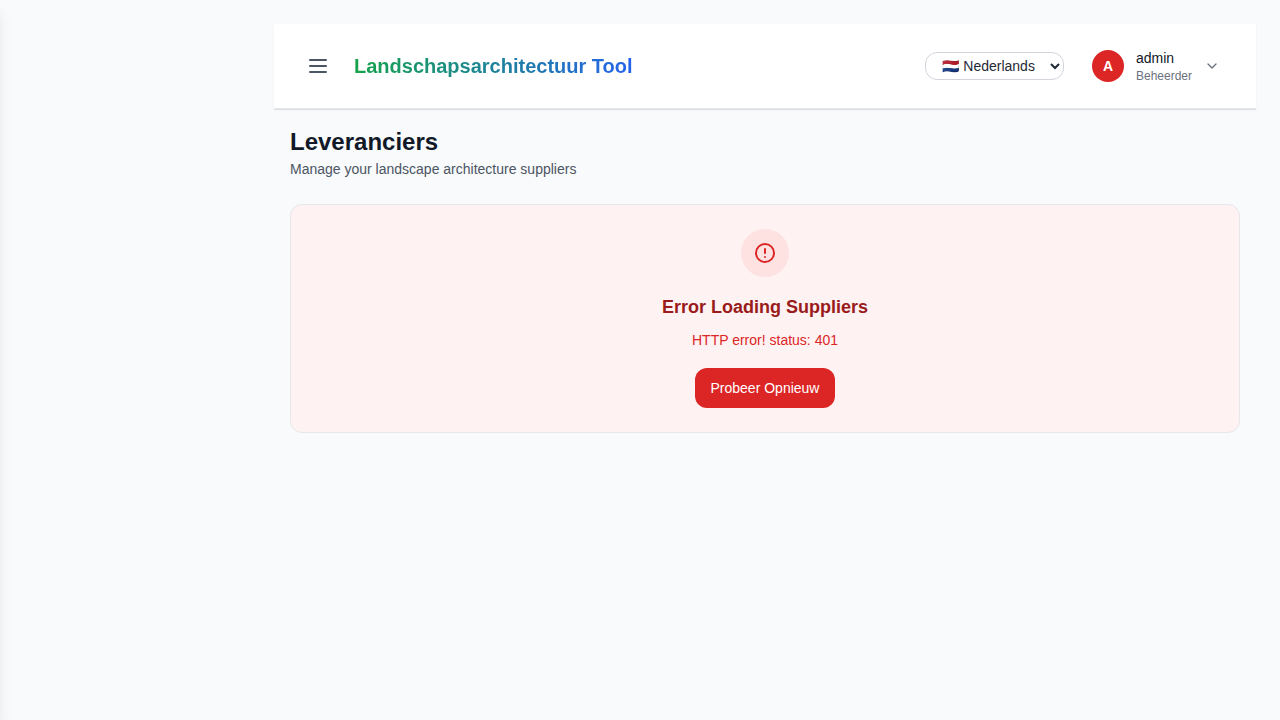 Landschapsarchitectuur Tool
🇳🇱 Nederlands
A
admin
Beheerder
Leveranciers
Manage your landscape architecture suppliers
Error Loading Suppliers
HTTP error! status: 401
Probeer Opnieuw